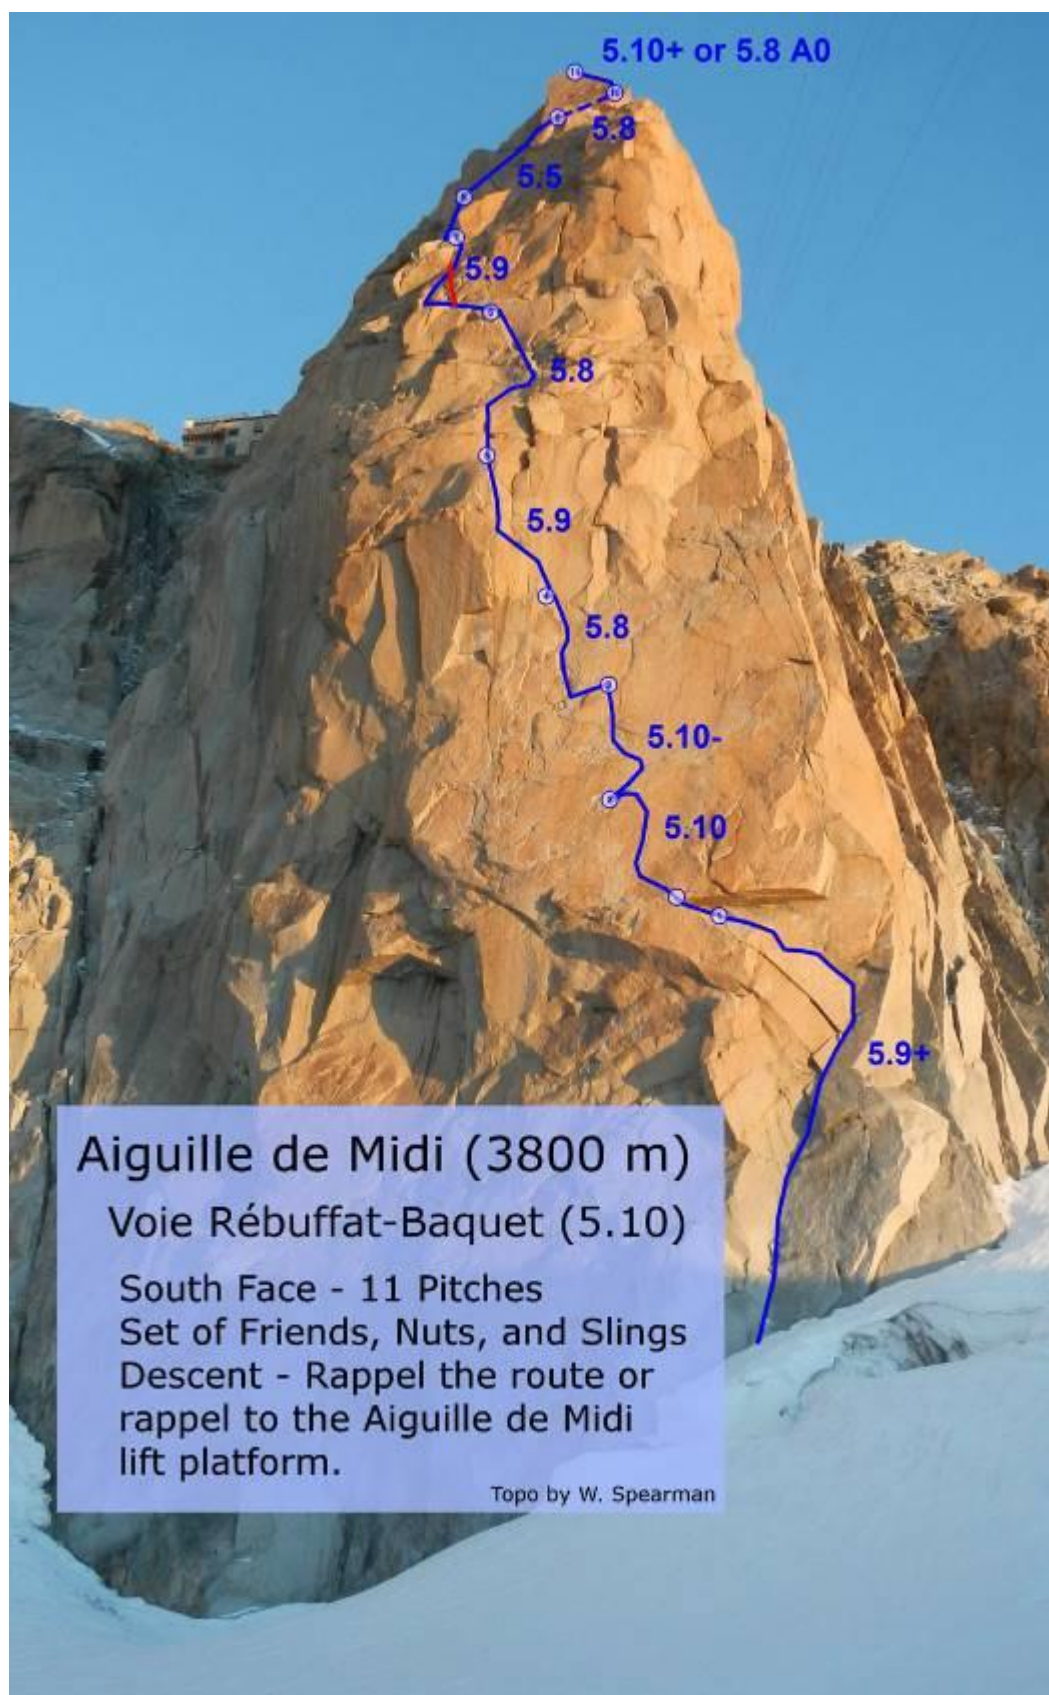 5.10+ or 5.8 A0
5.8
5.5
5.9
5.8
5.9
5.8
5.10-
5.10
5.9+
Aiguille de Midi (3800 m)
Voie Rébuffat-Baquet (5.10)
South Face - 11 Pitches
Set of Friends, Nuts, and Slings
Descent - Rappel the route or
rappel to the Aiguille de Midi
lift platform.
Topo by W. Spearman